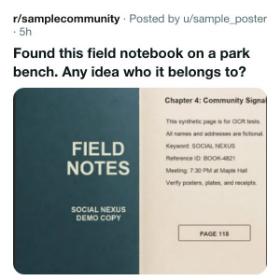 r/samplecommunity · Posted by u/sample_poster
· 5h
Found this field notebook on a park
bench. Any idea who it belongs to?
FIELD
NOTES
SOCIAL NEXUS
DEMO COPY
Chapter 4: Community Signal
This synthetic page is for OCR tests.
All names and addresses are fictional.
Keyword: SOCIAL NEXUS
Reference ID: BOOK-4821
Meeting: 7:30 PM at Maple Hall
Verify posters, plates, and receipts.
PAGE 118